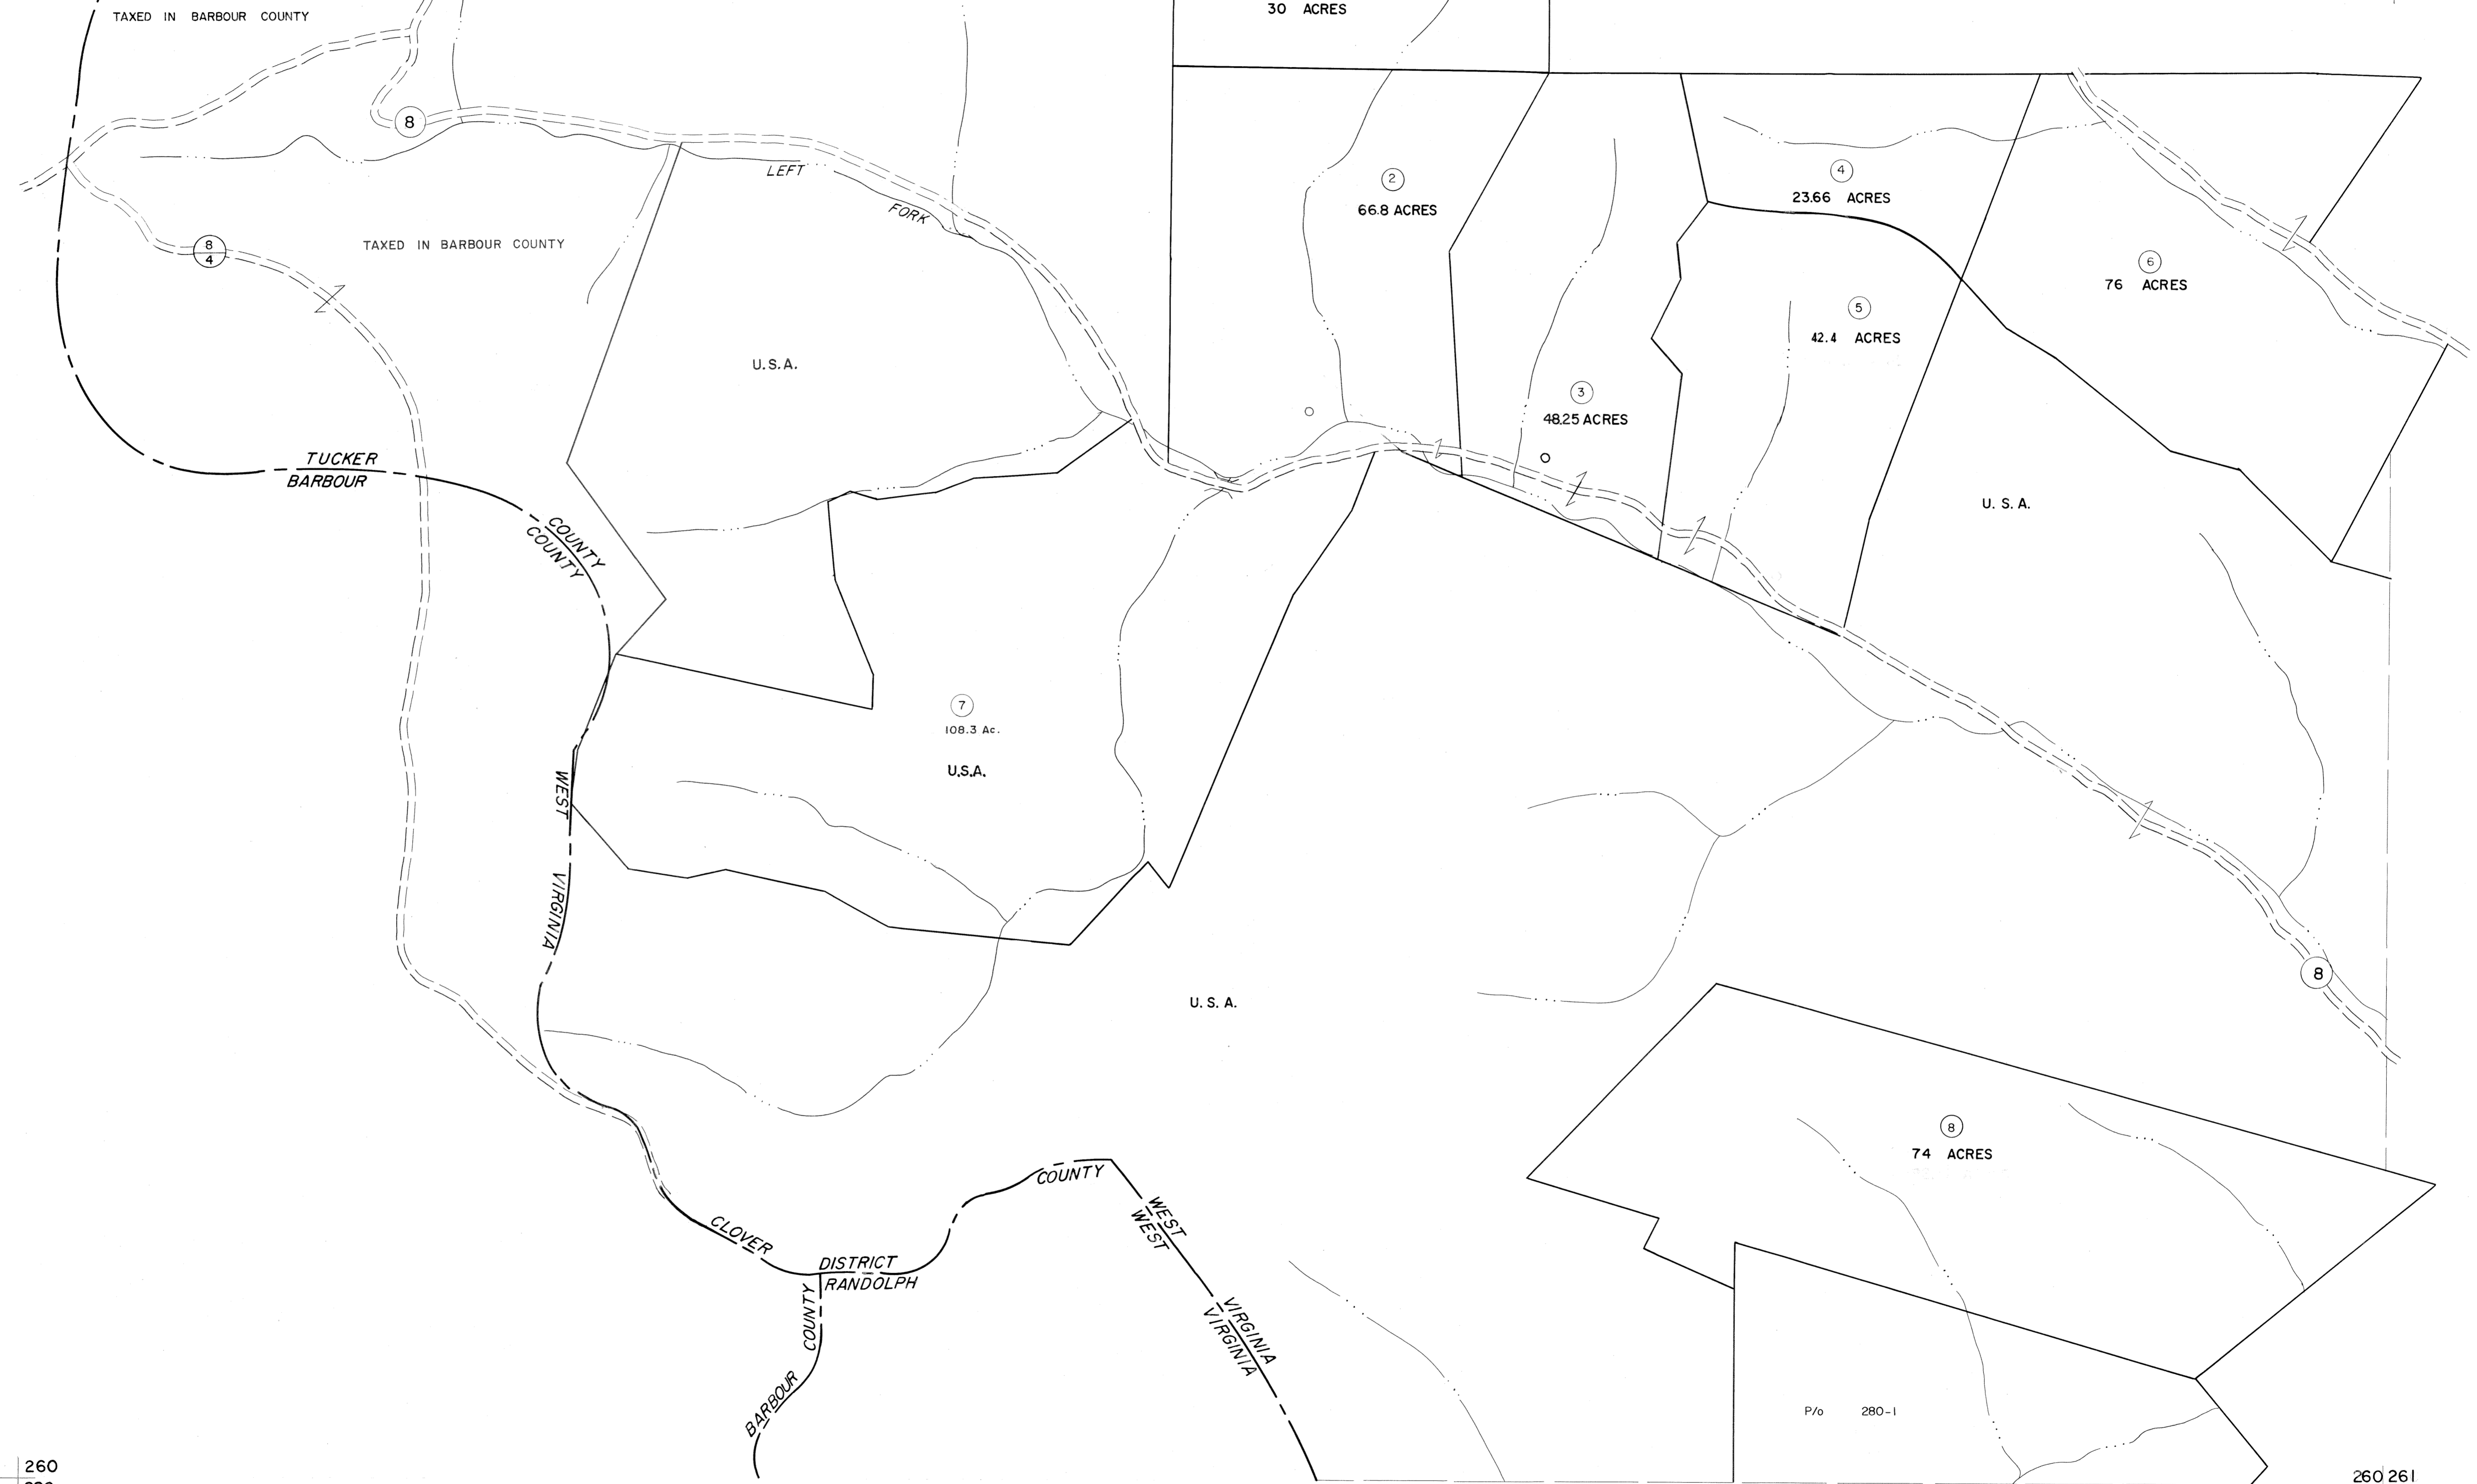 TAXED IN BARBOUR COUNTY
30 ACRES
8
LEFT
FORK
2
66.8 ACRES
4
23.66 ACRES
8
4
TAXED IN BARBOUR COUNTY
6
76 ACRES
5
42.4 ACRES
U.S.A.
3
48.25 ACRES
TUCKER
BARBOUR
COUNTY
COUNTY
U. S. A.
7
108.3 Ac.
U.S.A.
WEST
VIRGINIA
8
U. S. A.
8
74 ACRES
COUNTY
WEST
WEST
CLOVER
DISTRICT
RANDOLPH
COUNTY
VIRGINIA
VIRGINIA
BARBOUR
P/o 280-1
260
260 261